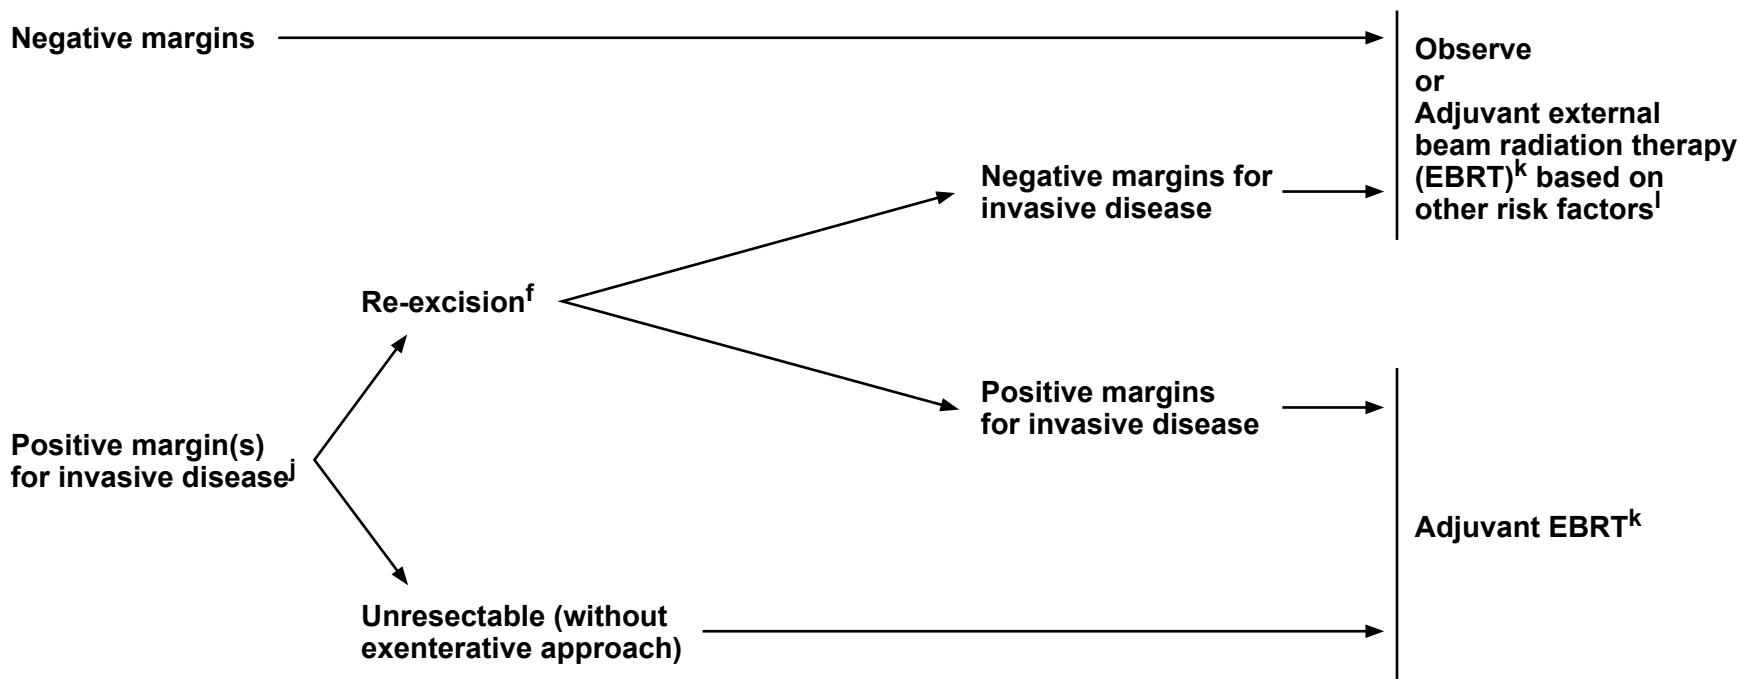 Negative margins
Observe
or
Adjuvant external
beam radiation therapy
(EBRT)k based on
other risk factorsl
Negative margins for
invasive disease
Re-excisionf
Positive margins
for invasive disease
Positive margin(s)
for invasive diseasej
Adjuvant EBRTk
Unresectable (without
exenterative approach)